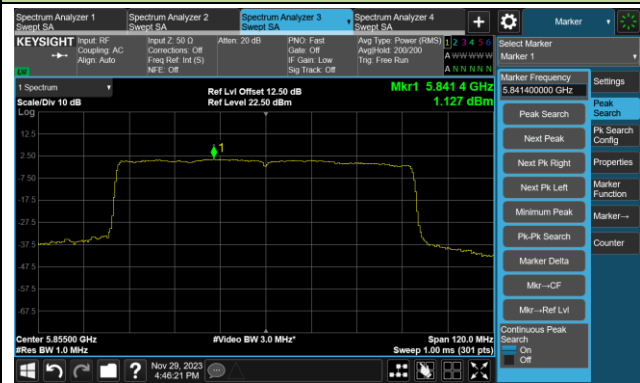 Spectrum Analyzer 1
Swept SA
Spectrum Analyzer 2
Swept SA
Spectrum Analyzer 3
Swept SA
Spectrum Analyzer 4
Swept SA
Marker
KEYSIGHT
Input: RF
Coupling: AC
Align: Auto
Input Z: 50 Ω
Corrections: Off
Freq Ref: Int (S)
NFE: Off
Atten: 20 dB
PNO: Fast
Gate: Off
IF Gain: Low
Sig Track: Off
Avg Type: Power (RMS)
Avg|Hold: 200/200
Trig: Free Run
1 2 3 4 5 6
A W W W W W
A N N N N N
LXI
Select Marker
Marker 1
1 Spectrum
Scale/Div 10 dB
Log
Ref Lvl Offset 12.50 dB
Ref Level 22.50 dBm
Mkr1 5.841 4 GHz
1.127 dBm
12.5
2.50
-7.50
-17.5
-27.5
-37.5
-47.5
-57.5
-67.5
1
Center 5.85500 GHz
#Res BW 1.0 MHz
#Video BW 3.0 MHz*
Span 120.0 MHz
Sweep 1.00 ms (301 pts)
Marker Frequency
5.841400000 GHz
Peak Search
Next Peak
Next Pk Right
Next Pk Left
Minimum Peak
Pk-Pk Search
Marker Delta
Mkr→CF
Mkr→Ref Lvl
Continuous Peak
Search
On
Off
Settings
Peak
Search
Pk Search
Config
Properties
Marker
Function
Marker→
Counter
?
Nov 29, 2023
4:46:21 PM